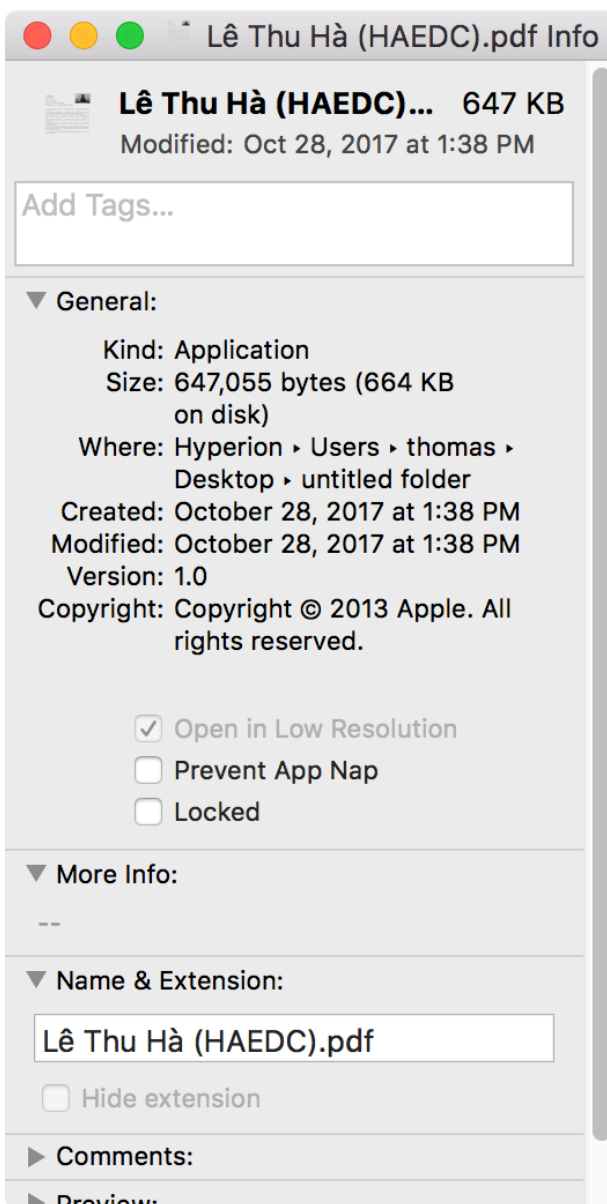 Lê Thu Hà (HAEDC).pdf Info
Lê Thu Hà (HAEDC)... 647 KB
Modified: Oct 28, 2017 at 1:38 PM
Add Tags...
General:
Kind: Application
Size: 647,055 bytes (664 KB
on disk)
Where: Hyperion ‣ Users ‣ thomas ‣
Desktop ‣ untitled folder
Created: October 28, 2017 at 1:38 PM
Modified: October 28, 2017 at 1:38 PM
Version: 1.0
Copyright: Copyright © 2013 Apple. All
rights reserved.
Open in Low Resolution
Prevent App Nap
Locked
More Info:
--
Name & Extension:
Lê Thu Hà (HAEDC).pdf
Hide extension
Comments:
Preview: